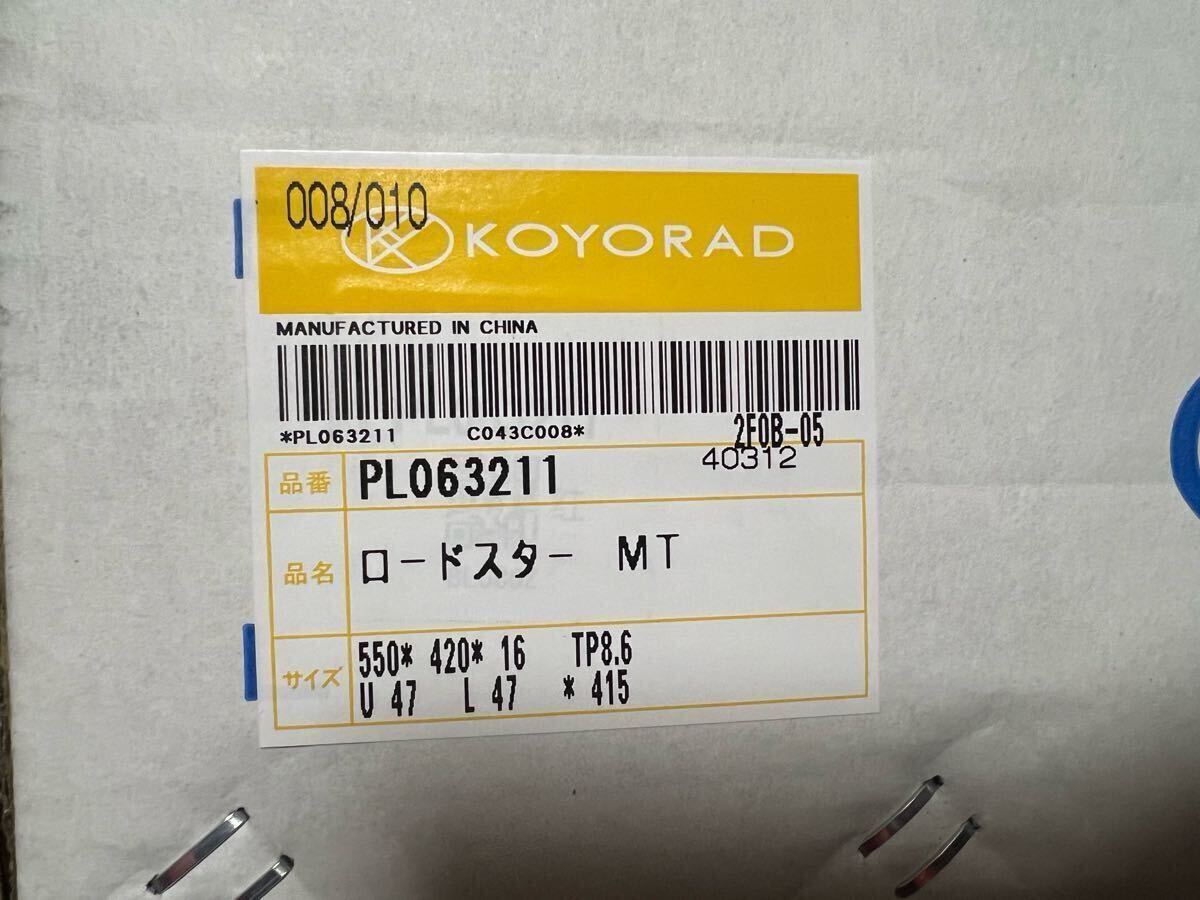 008/010
KOYORAD
MANUFACTURED IN CHINA
*PL063211 C043C008*
2F0B-05
40312
品番 PL063211
品名 ロードスター MT
サイズ 550* 420* 16 TP8.6
U 47 L 47 * 415